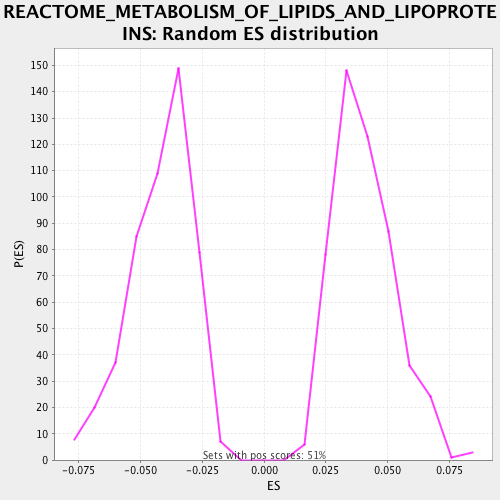 REACTOME_METABOLISM_OF_LIPIDS_AND_LIPOPROTE
INS: Random ES distribution
150
140
130
120
110
100
90
80
70
60
50
40
30
20
10
0
P(ES)
Sets with pos scores: 51%
-0.075 -0.050 -0.025 0.000 0.025 0.050 0.075
ES